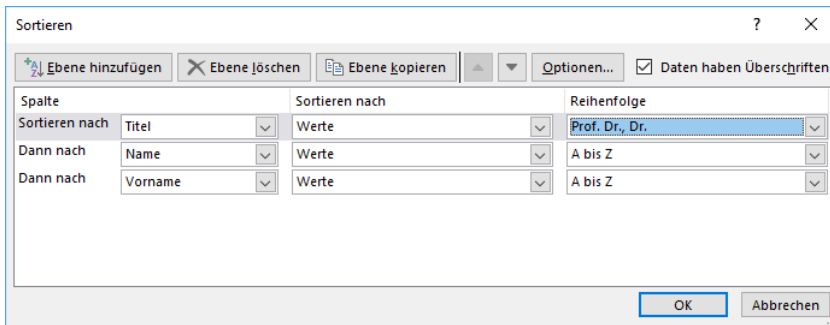 Sortieren ? ×
Ebene hinzufügen Ebene löschen Ebene kopieren Optionen... Daten haben Überschriften
Spalte Sortieren nach Reihenfolge
Sortieren nach Titel Werte Prof. Dr., Dr.
Dann nach Name Werte A bis Z
Dann nach Vorname Werte A bis Z
OK Abbrechen